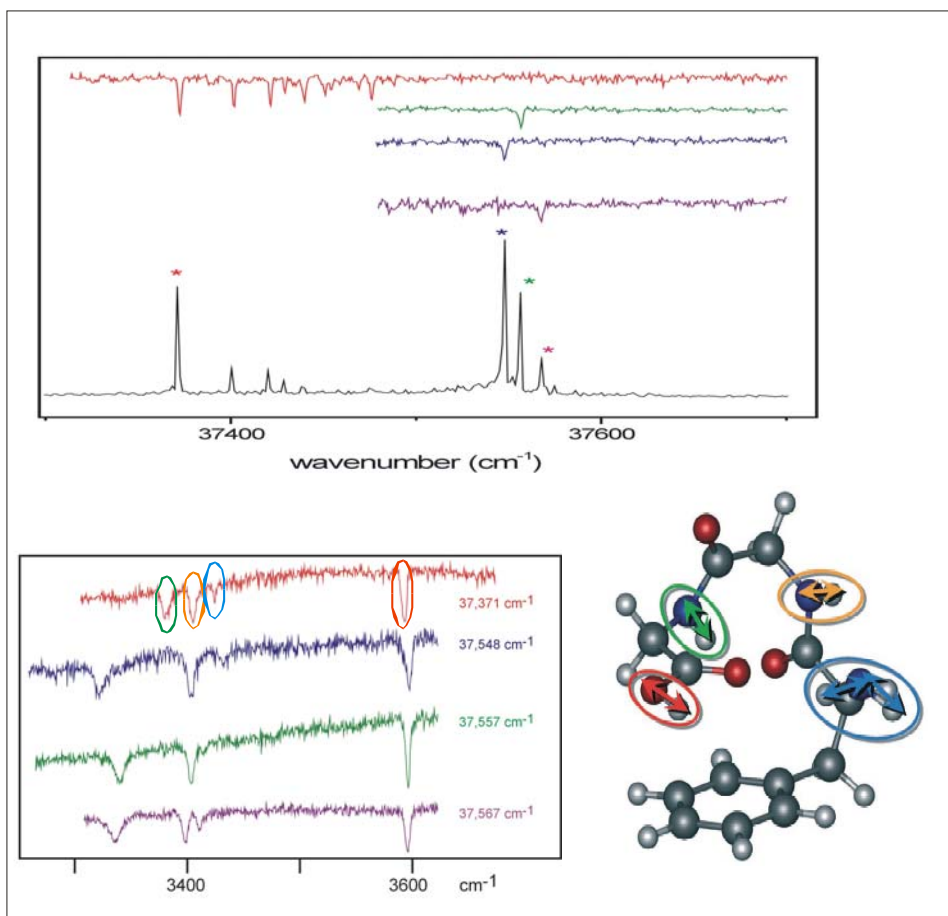 *
*
*
*
37400 37600
wavenumber (cm-1)
37,371 cm-1
37,548 cm-1
37,557 cm-1
37,567 cm-1
3400 3600 cm-1